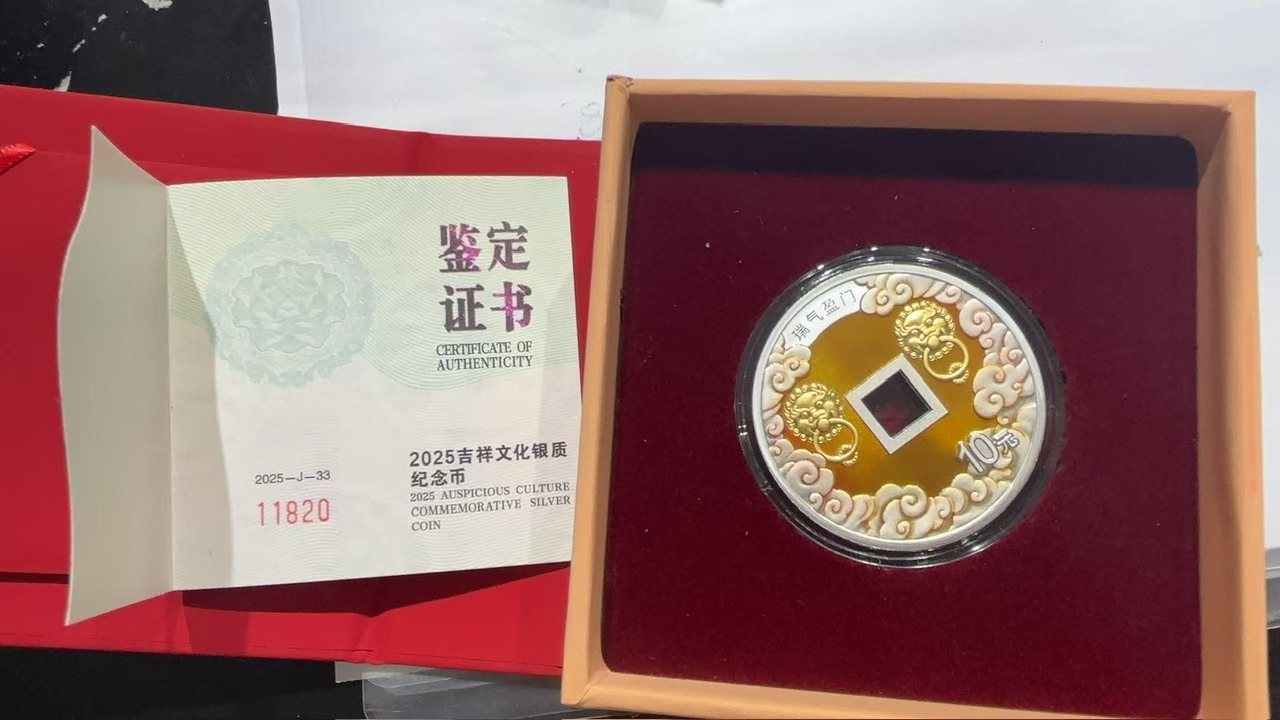 鉴定
证书
CERTIFICATE OF
AUTHENTICITY
2025-J-33
11820
2025吉祥文化银质
纪念币
2025 AUSPICIOUS CULTURE
COMMEMORATIVE SILVER
COIN
瑞气盈门
10元